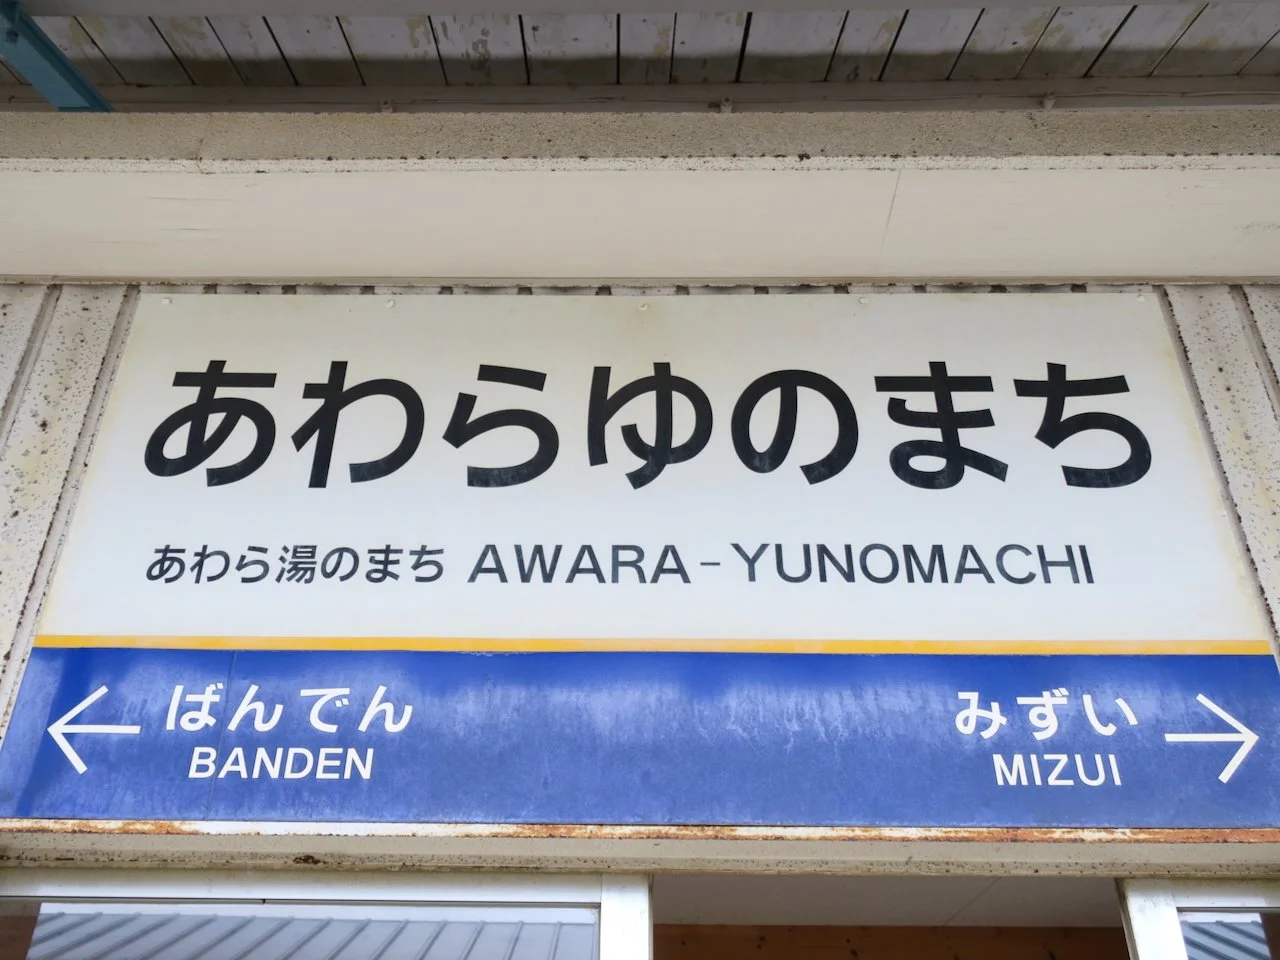 あわらゆのまち
あわら湯のまち AWARA-YUNOMACHI
← ばんでん
BANDEN
みずい →
MIZUI